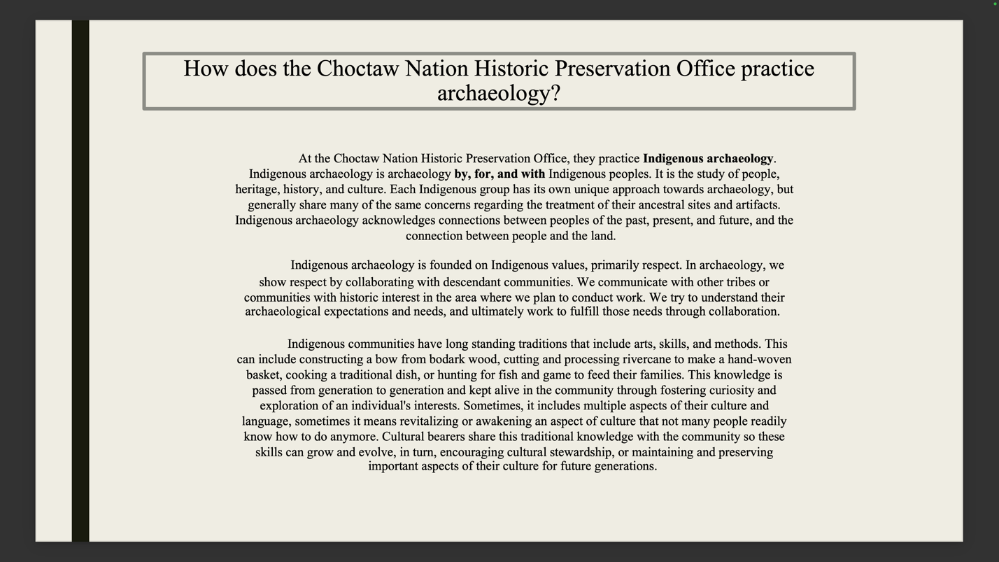 How does the Choctaw Nation Historic Preservation Office practice
archaeology?
At the Choctaw Nation Historic Preservation Office, they practice Indigenous archaeology.
Indigenous archaeology is archaeology by, for, and with Indigenous peoples. It is the study of people,
heritage, history, and culture. Each Indigenous group has its own unique approach towards archaeology, but
generally share many of the same concerns regarding the treatment of their ancestral sites and artifacts.
Indigenous archaeology acknowledges connections between peoples of the past, present, and future, and the
connection between people and the land.
Indigenous archaeology is founded on Indigenous values, primarily respect. In archaeology, we
show respect by collaborating with descendant communities. We communicate with other tribes or
communities with historic interest in the area where we plan to conduct work. We try to understand their
archaeological expectations and needs, and ultimately work to fulfill those needs through collaboration.
Indigenous communities have long standing traditions that include arts, skills, and methods. This
can include constructing a bow from bodark wood, cutting and processing rivercane to make a hand-woven
basket, cooking a traditional dish, or hunting for fish and game to feed their families. This knowledge is
passed from generation to generation and kept alive in the community through fostering curiosity and
exploration of an individual's interests. Sometimes, it includes multiple aspects of their culture and
language, sometimes it means revitalizing or awakening an aspect of culture that not many people readily
know how to do anymore. Cultural bearers share this traditional knowledge with the community so these
skills can grow and evolve, in turn, encouraging cultural stewardship, or maintaining and preserving
important aspects of their culture for future generations.